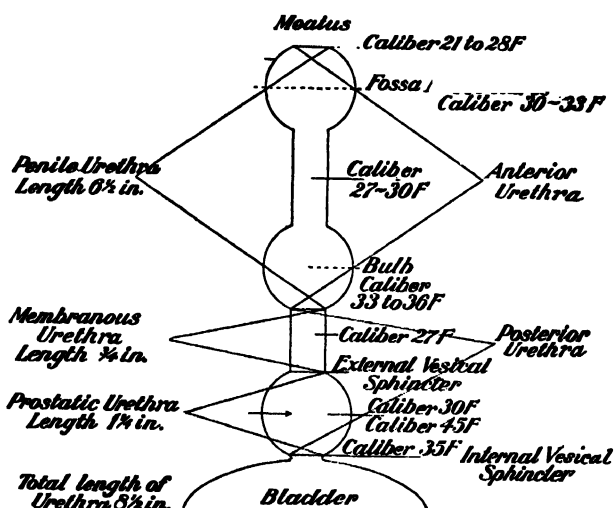 Meatus
Caliber 21 to 28F
Fossa
Caliber 30-33 F
Penile Urethra
Length 6½ in.
Caliber
27-30F
Anterior
Urethra
Bulb
Caliber
33 to 36F
Membranous
Urethra
Length ¾ in.
Caliber 27F
Posterior
Urethra
External Vesical
Sphincter
Prostatic Urethra
Length 1¼ in.
Caliber 30F
Caliber 45F
Caliber 35F
Internal Vesical
Sphincter
Total length of
Urethra 8½ in.
Bladder